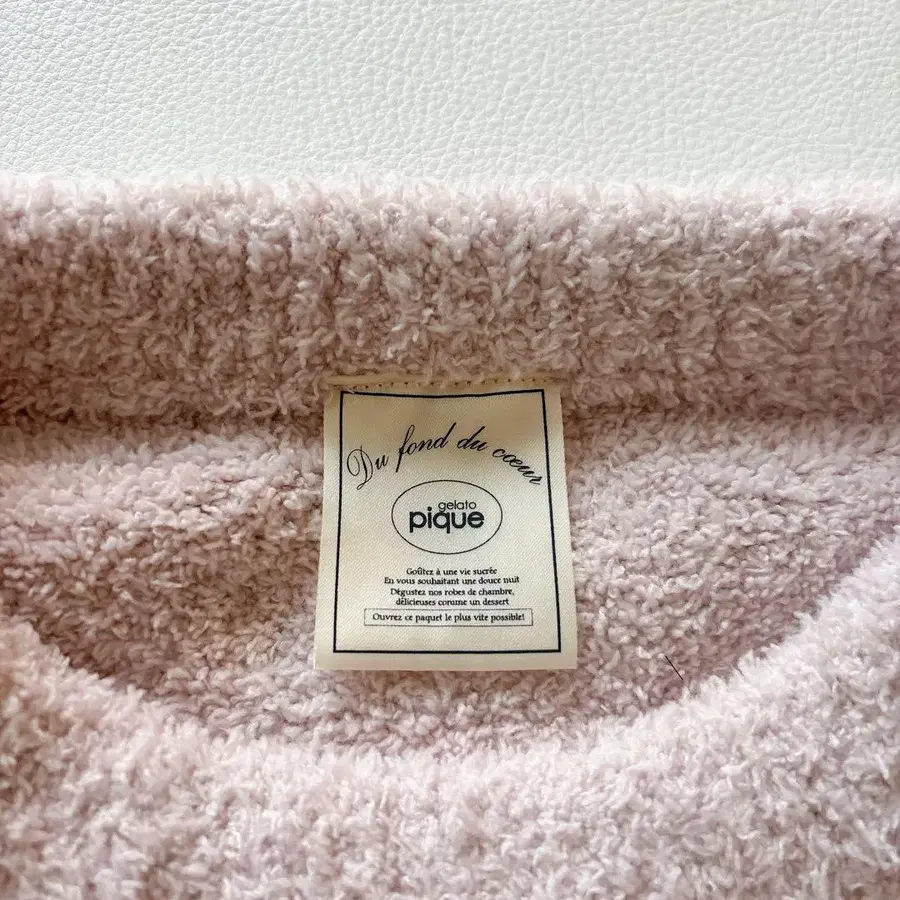 Du fond du cœur
gelato
pique
Goûtez à une vie sucrée
En vous souhaitant une douce nuit
Dégustez nos robes de chambre,
délicieuses comme un dessert
Ouvrez ce paquet le plus vite possible!